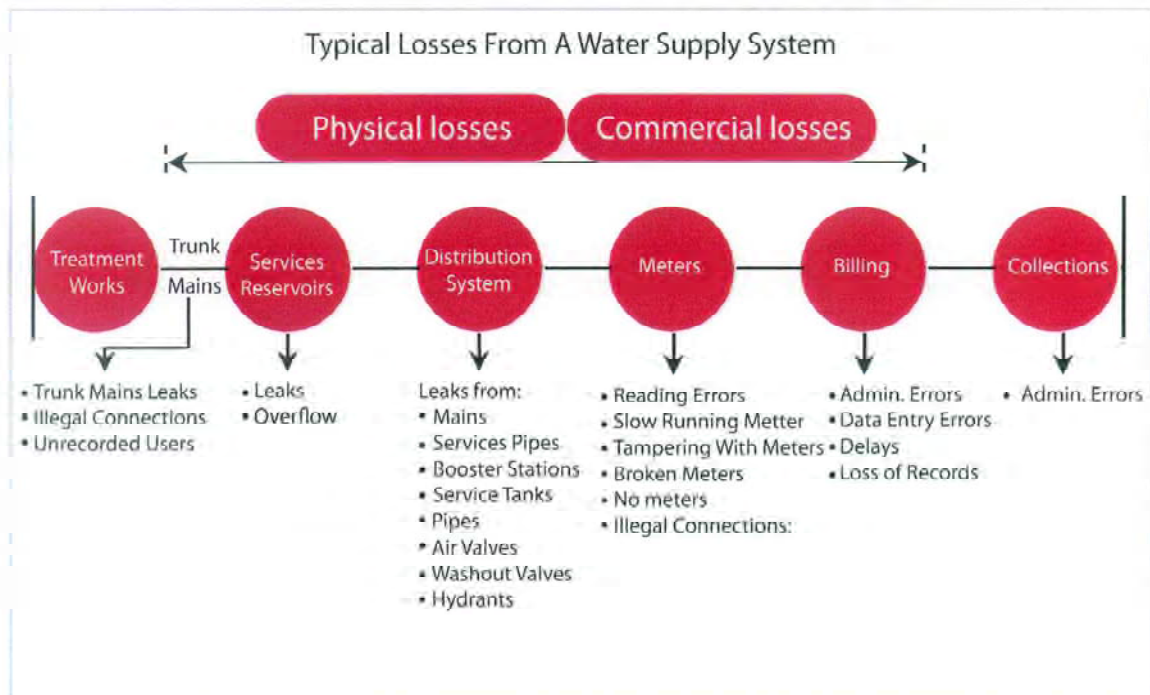 Typical Losses From A Water Supply System
Physical losses
Commercial losses
Treatment
Works
Trunk
Mains
Services
Reservoirs
Distribution
System
Meters
Billing
Collections
• Trunk Mains Leaks
• Illegal Connections
• Unrecorded Users
• Leaks
• Overflow
Leaks from:
• Mains
• Services Pipes
• Booster Stations
• Service Tanks
• Pipes
• Air Valves
• Washout Valves
• Hydrants
• Reading Errors
• Slow Running Metter
• Tampering With Meters
• Broken Meters
• No meters
• Illegal Connections:
• Admin. Errors
• Data Entry Errors
• Delays
• Loss of Records
• Admin. Errors